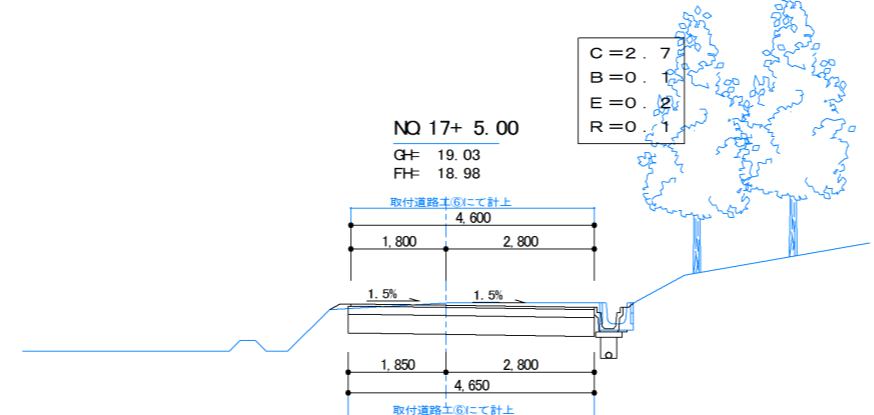 C=2.7
B=0.1
E=0.2
R=0.1
NO.17+ 5.00
GH= 19.03
FH= 18.98
取付道路工⑥にて計上
4,600
1,800 2,800
1.5% 1.5%
1,850 2,800
4,650
取付道路工⑥にて計上